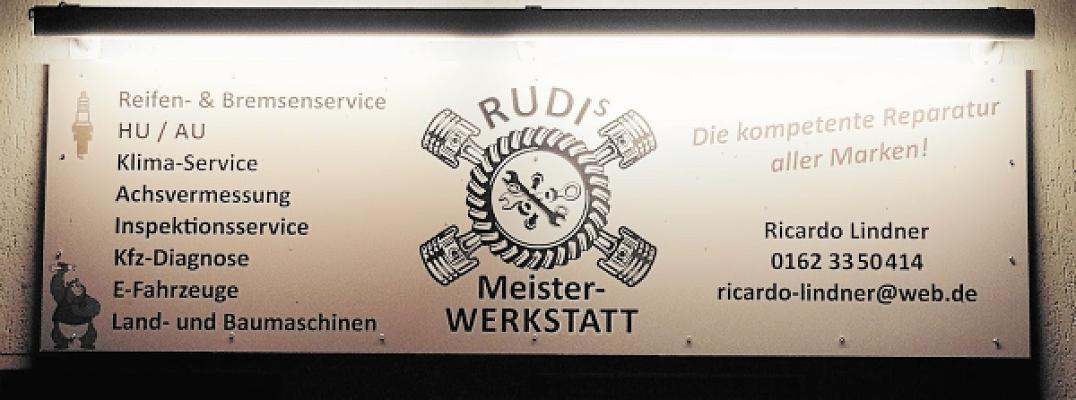 Reifen- & Bremsenservice
HU / AU
Klima-Service
Achsvermessung
Inspektionsservice
Kfz-Diagnose
E-Fahrzeuge
Land- und Baumaschinen
RUDIS
Meister-
WERKSTATT
Die kompetente Reparatur
aller Marken!
Ricardo Lindner
0162 3350414
ricardo-lindner@web.de